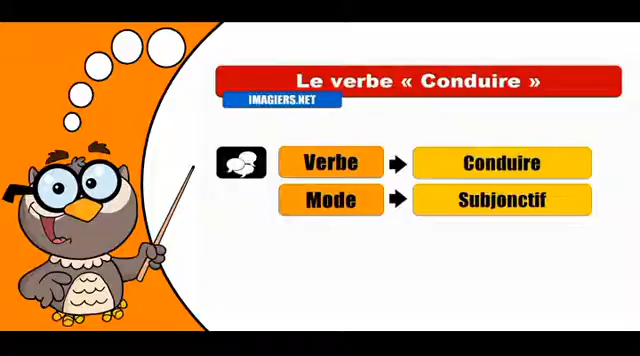 Le verbe « Conduire »
IMAGIERS.NET
Verbe Conduire
Mode Subjonctif